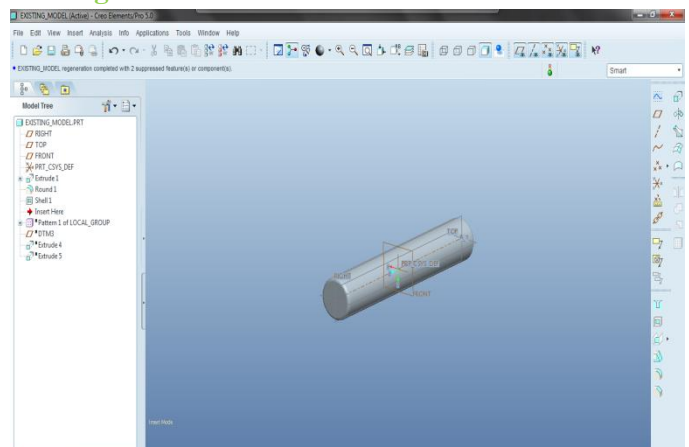 EXISTING_MODEL (Active) - Creo Elements/Pro 5.0
File Edit View Insert Analysis Info Applications Tools Window Help
• EXISTING_MODEL regeneration completed with 2 suppressed feature(s) or component(s).
Smart
Model Tree
EXISTING_MODEL.PRT
RIGHT
TOP
FRONT
PRT_CSYS_DEF
Extrude 1
Round 1
Shell 1
Insert Here
Pattern 1 of LOCAL_GROUP
DTM3
Extrude 4
Extrude 5
TOP
PRT_CSYS_DEF
RIGHT
FRONT
Insert Mode